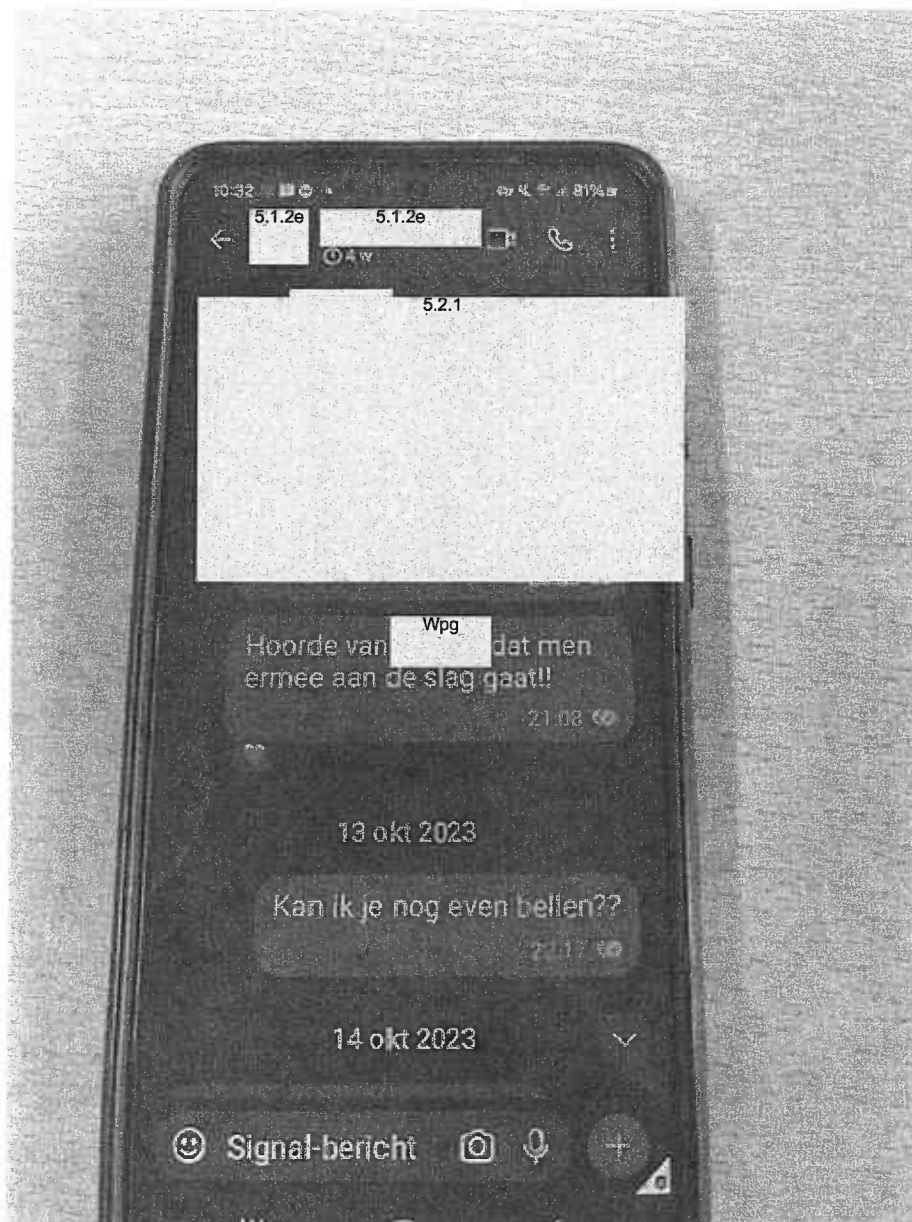 10:32 81%
5.1.2e 5.1.2e
4 w
5.2.1
Wpg
Hoorde van dat men
ermee aan de slag gaat!!
21:08
13 okt 2023
Kan ik je nog even bellen??
22:17
14 okt 2023
Signal-bericht